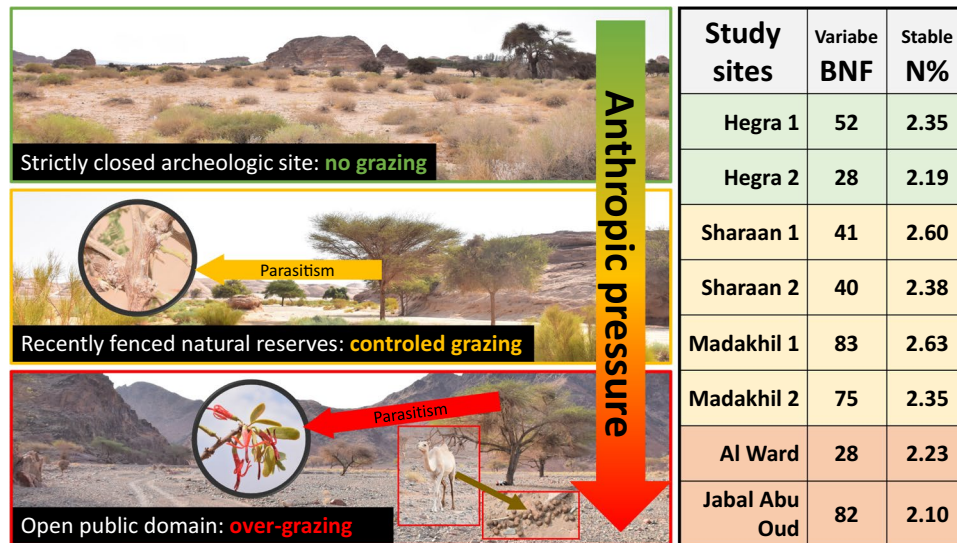 Strictly closed archeologic site: no grazing
Parasitism
Recently fenced natural reserves: controled grazing
Parasitism
Open public domain: over-grazing
Anthropic pressure
Study sites Variabe BNF Stable N%
Hegra 1 52 2.35
Hegra 2 28 2.19
Sharaan 1 41 2.60
Sharaan 2 40 2.38
Madakhil 1 83 2.63
Madakhil 2 75 2.35
Al Ward 28 2.23
Jabal Abu Oud 82 2.10